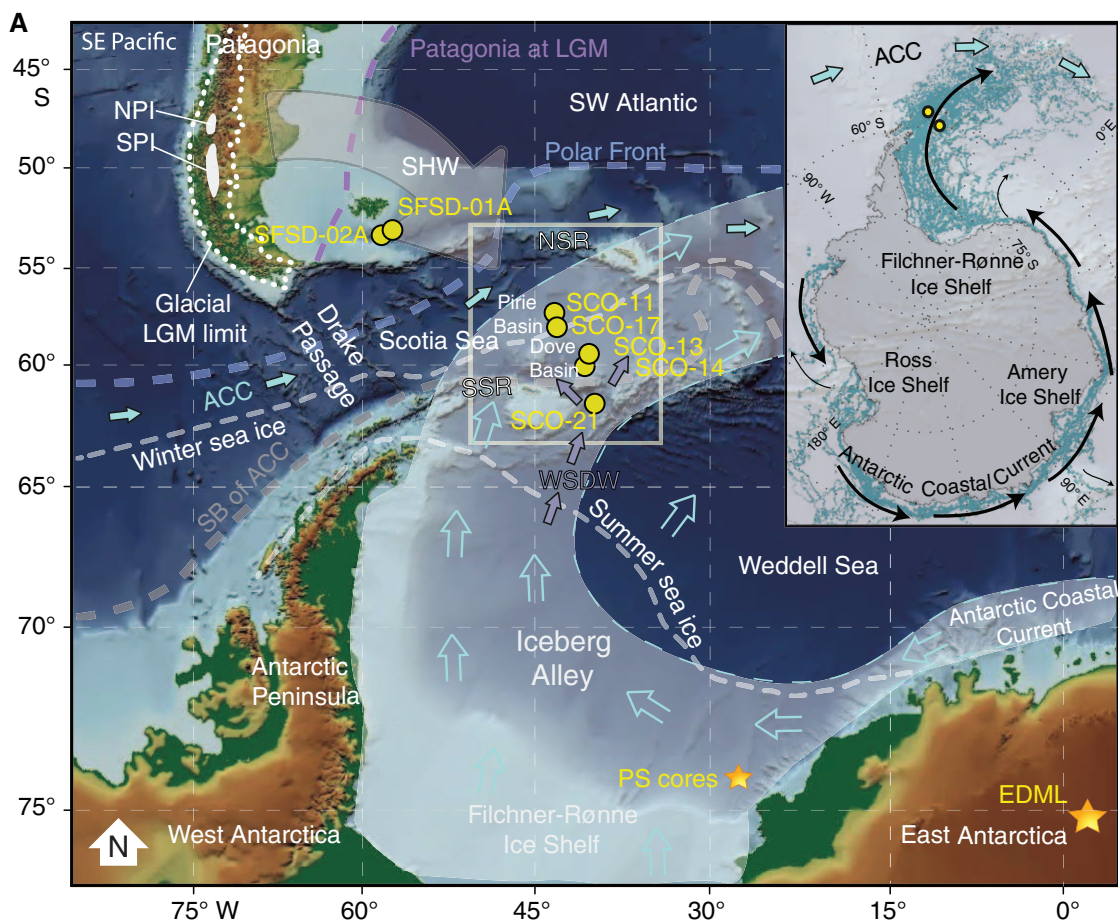 A
SE Pacific
Patagonia
Patagonia at LGM
45°
S
NPI
SPI
SW Atlantic
50°
SHW
Polar Front
SFSD-01A
SFSD-02A
NSR
55°
Glacial
LGM limit
Drake
Passage
Scotia Sea
Pirie
Basin
SCO-11
SCO-17
Dove
Basin
SCO-13
SCO-14
60°
ACC
SSR
SCO-21
Winter sea ice
SB of ACC
WSDW
65°
Summer sea ice
Weddell Sea
70°
Antarctic Coastal
Current
Iceberg
Alley
Antarctic
Peninsula
PS cores
EDML
75°
Filchner-Rønne
Ice Shelf
West Antarctica
East Antarctica
N
75° W
60°
45°
30°
15°
0°
ACC
60° S
0°E
90° W
75°S
Filchner-Rønne
Ice Shelf
Ross
Ice Shelf
Amery
Ice Shelf
180° E
90° E
Antarctic Coastal Current